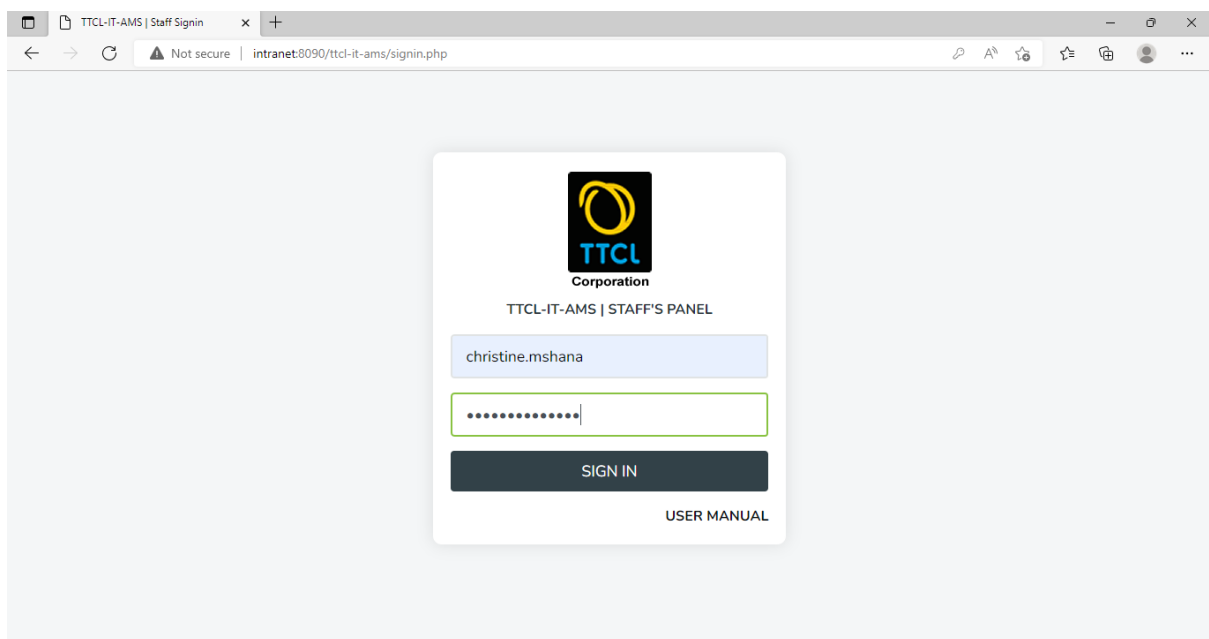 TTCL-IT-AMS | Staff Signin
Not secure | intranet:8090/ttcl-it-ams/signin.php
TTCL
Corporation
TTCL-IT-AMS | STAFF'S PANEL
christine.mshana
••••••••••••••
SIGN IN
USER MANUAL